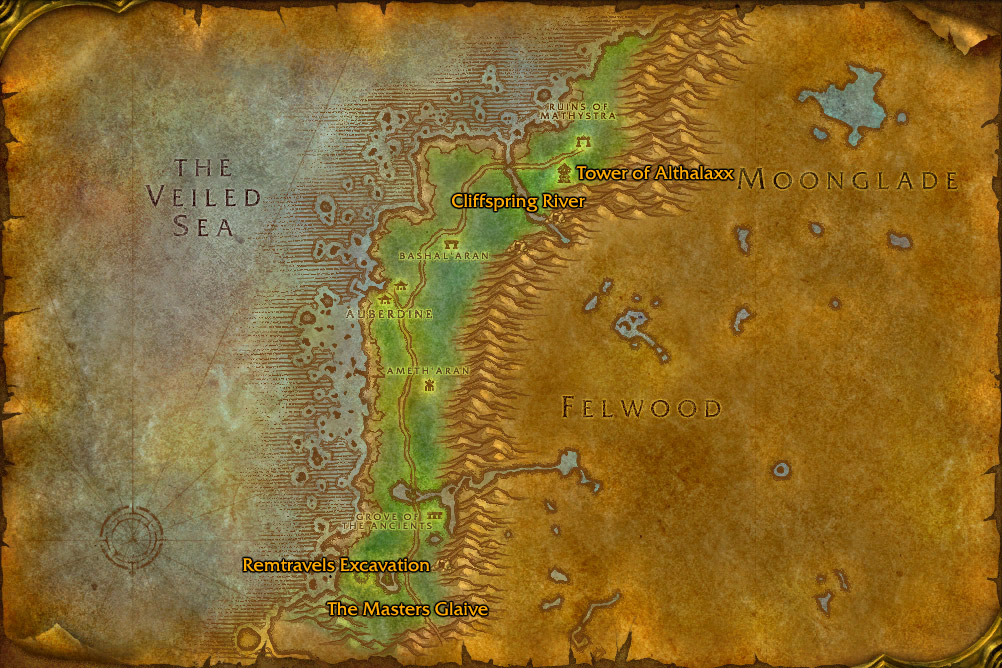 RUINS OF
MATHYSTRA
THE
VEILED
SEA
Tower of Althalaxx
MOONGLADE
Cliffspring River
BASHAL'ARAN
AUBERDINE
AMETH'ARAN
FELWOOD
GROVE OF
THE ANCIENTS
Remtravels Excavation
The Masters Glaive